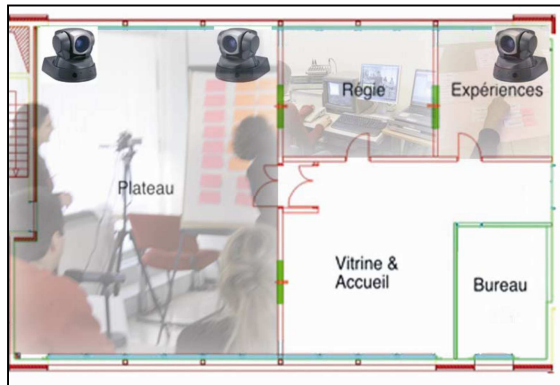 Régie
Expériences
Plateau
Vitrine &
Accueil
Bureau